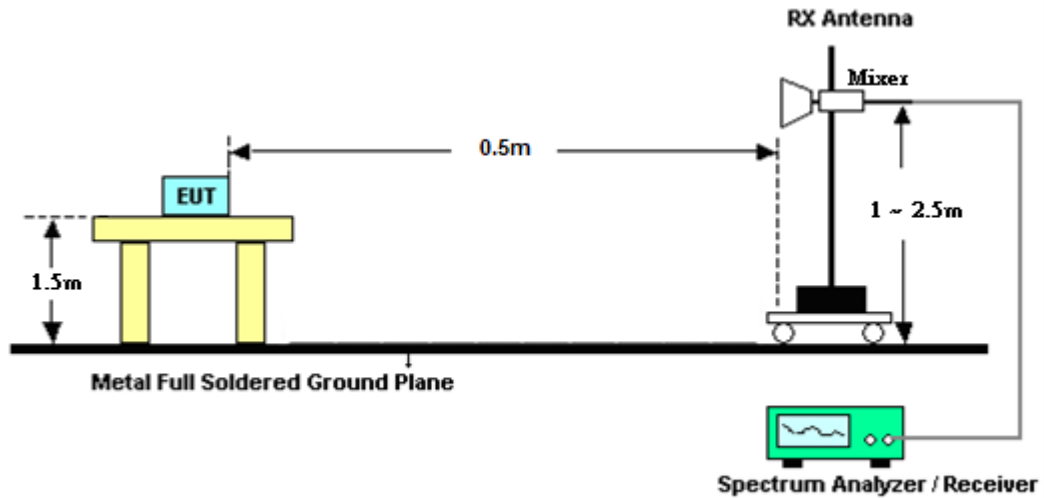 RX Antenna
Mixer
0.5m
EUT
1 ~ 2.5m
1.5m
Metal Full Soldered Ground Plane
Spectrum Analyzer / Receiver